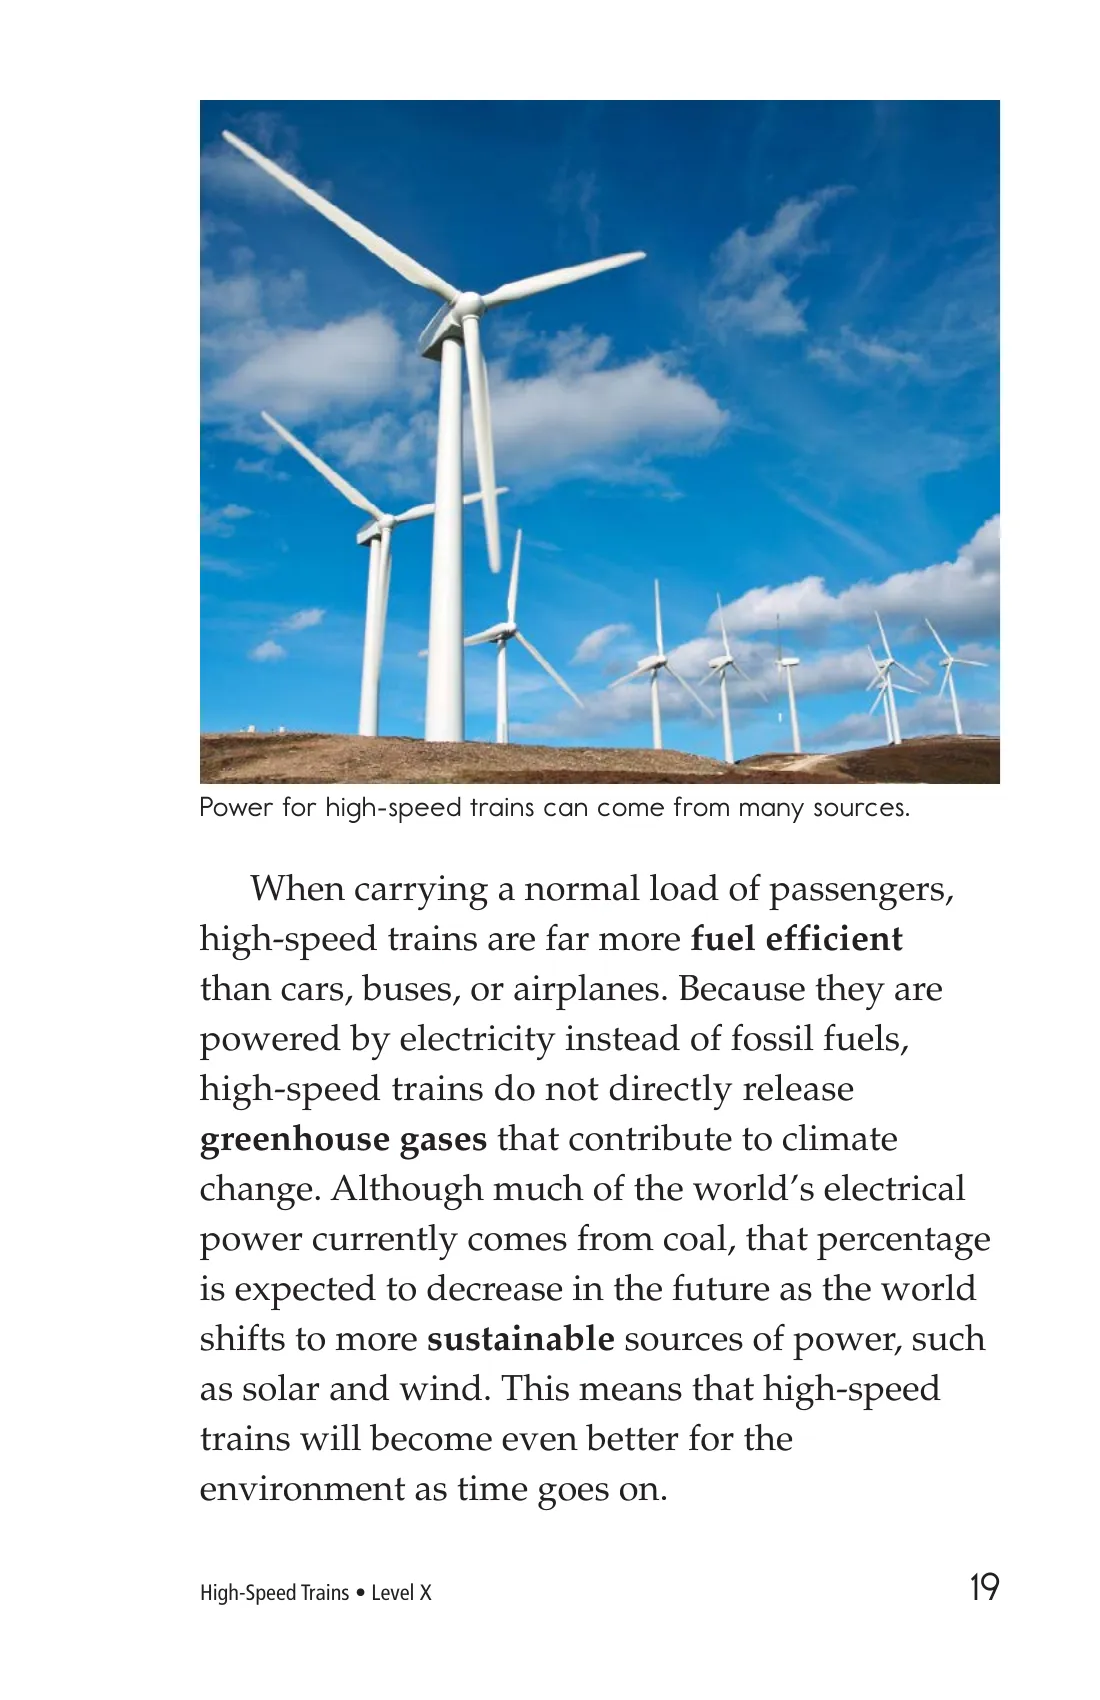 Power for high-speed trains can come from many sources.
When carrying a normal load of passengers,
high-speed trains are far more fuel efficient
than cars, buses, or airplanes. Because they are
powered by electricity instead of fossil fuels,
high-speed trains do not directly release
greenhouse gases that contribute to climate
change. Although much of the world’s electrical
power currently comes from coal, that percentage
is expected to decrease in the future as the world
shifts to more sustainable sources of power, such
as solar and wind. This means that high-speed
trains will become even better for the
environment as time goes on.
High-Speed Trains • Level X
19